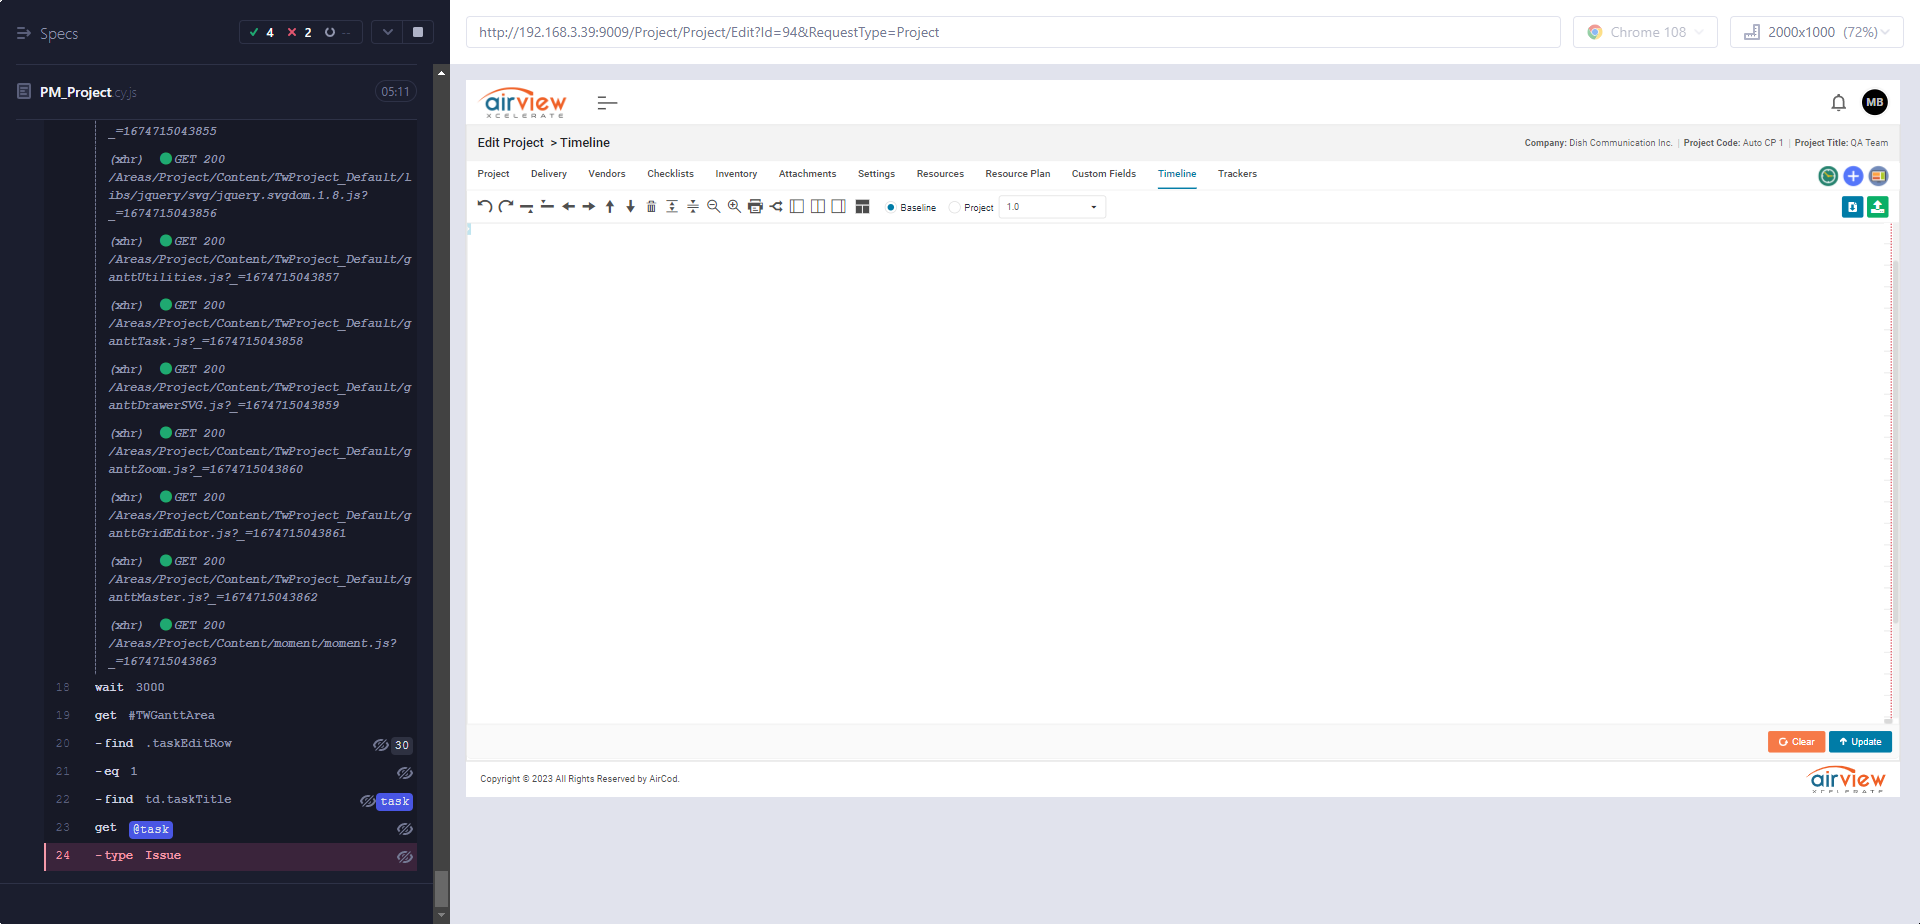 Specs
4
2
--
PM_Project.cy.js
05:11
_=1674715043855
(xhr) GET 200
/Areas/Project/Content/TwProject_Default/l
ibs/jquery/svg/jquery.svgdom.1.8.js?
_=1674715043856
(xhr) GET 200
/Areas/Project/Content/TwProject_Default/g
anttUtilities.js?_=1674715043857
(xhr) GET 200
/Areas/Project/Content/TwProject_Default/g
anttTask.js?_=1674715043858
(xhr) GET 200
/Areas/Project/Content/TwProject_Default/g
anttDrawerSVG.js?_=1674715043859
(xhr) GET 200
/Areas/Project/Content/TwProject_Default/g
anttZoom.js?_=1674715043860
(xhr) GET 200
/Areas/Project/Content/TwProject_Default/g
anttGridEditor.js?_=1674715043861
(xhr) GET 200
/Areas/Project/Content/TwProject_Default/g
anttMaster.js?_=1674715043862
(xhr) GET 200
/Areas/Project/Content/moment/moment.js?
_=1674715043863
18 wait 3000
19 get #TWGanttArea
20 -find .taskEditRow 30
21 -eq 1
22 -find td.taskTitle task
23 get @task
24 -type Issue
http://192.168.3.39:9009/Project/Project/Edit?Id=94&RequestType=Project
Chrome 108
2000x1000 (72%)
airview
XCELERATE
MB
Edit Project > Timeline
Company: Dish Communication Inc. | Project Code: Auto CP 1 | Project Title: QA Team
Project Delivery Vendors Checklists Inventory Attachments Settings Resources Resource Plan Custom Fields Timeline Trackers
Baseline Project 1.0
Clear Update
Copyright © 2023 All Rights Reserved by AirCod.
airview
XCELERATE